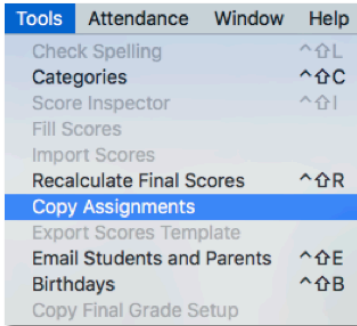 Tools Attendance Window Help
Check Spelling ^⇧L
Categories ^⇧C
Score Inspector ^⇧I
Fill Scores
Import Scores
Recalculate Final Scores ^⇧R
Copy Assignments
Export Scores Template
Email Students and Parents ^⇧E
Birthdays ^⇧B
Copy Final Grade Setup